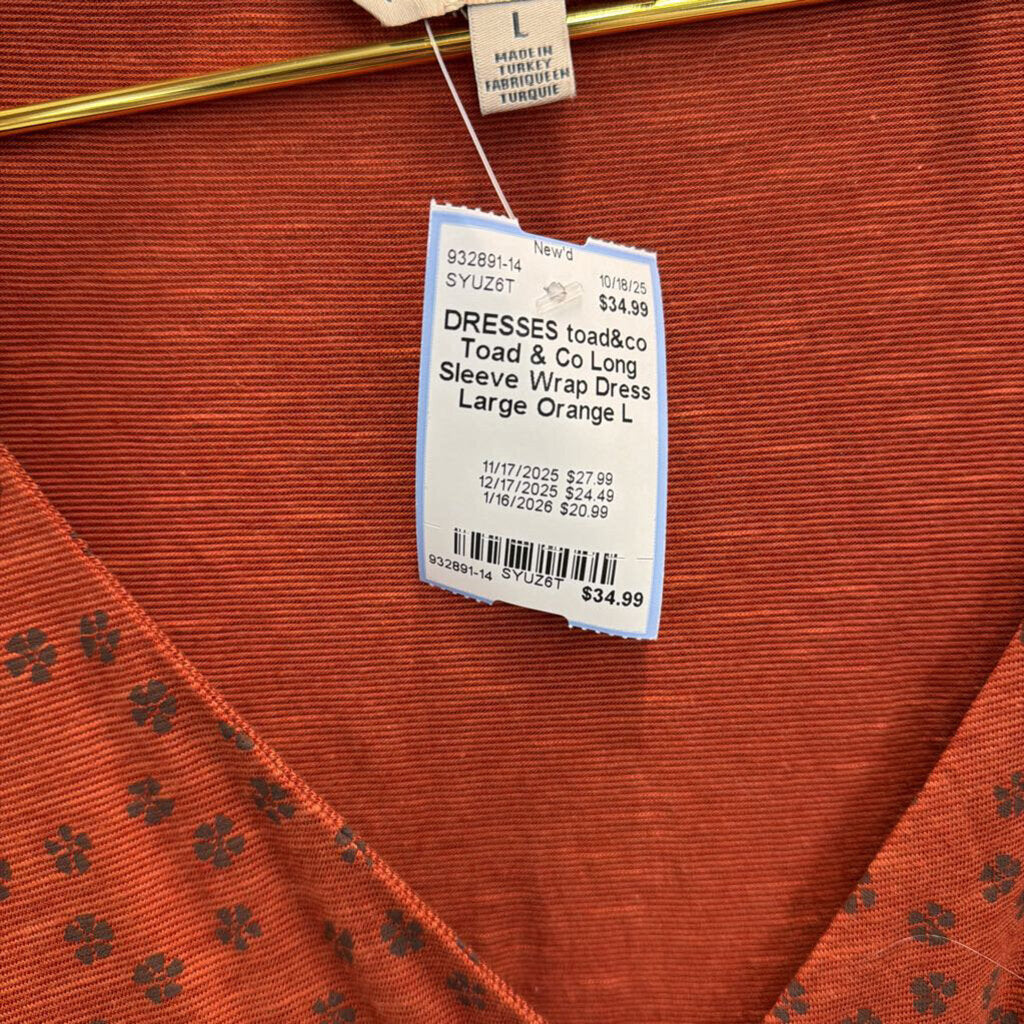 L
MADE IN
TURKEY
FABRIQUE EN
TURQUIE
New'd
932891-14
SYUZ6T
10/18/25
$34.99
DRESSES toad&co
Toad & Co Long
Sleeve Wrap Dress
Large Orange L
11/17/2025 $27.99
12/17/2025 $24.49
1/16/2026 $20.99
932891-14 SYUZ6T $34.99